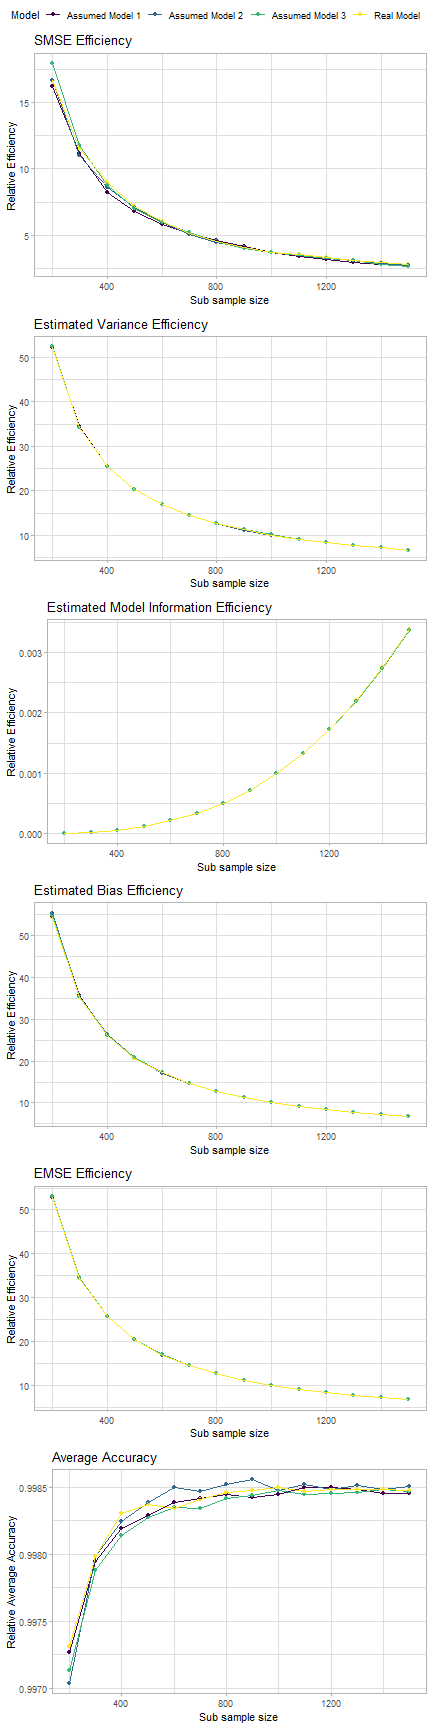 Model Assumed Model 1 Assumed Model 2 Assumed Model 3 Real Model
SMSE Efficiency
Relative Efficiency
15
10
5
400 800 1200
Sub sample size
Estimated Variance Efficiency
Relative Efficiency
50
40
30
20
10
400 800 1200
Sub sample size
Estimated Model Information Efficiency
Relative Efficiency
0.003
0.002
0.001
0.000
400 800 1200
Sub sample size
Estimated Bias Efficiency
Relative Efficiency
50
40
30
20
10
400 800 1200
Sub sample size
EMSE Efficiency
Relative Efficiency
50
40
30
20
10
400 800 1200
Sub sample size
Average Accuracy
Relative Average Accuracy
0.9985
0.9980
0.9975
0.9970
400 800 1200
Sub sample size